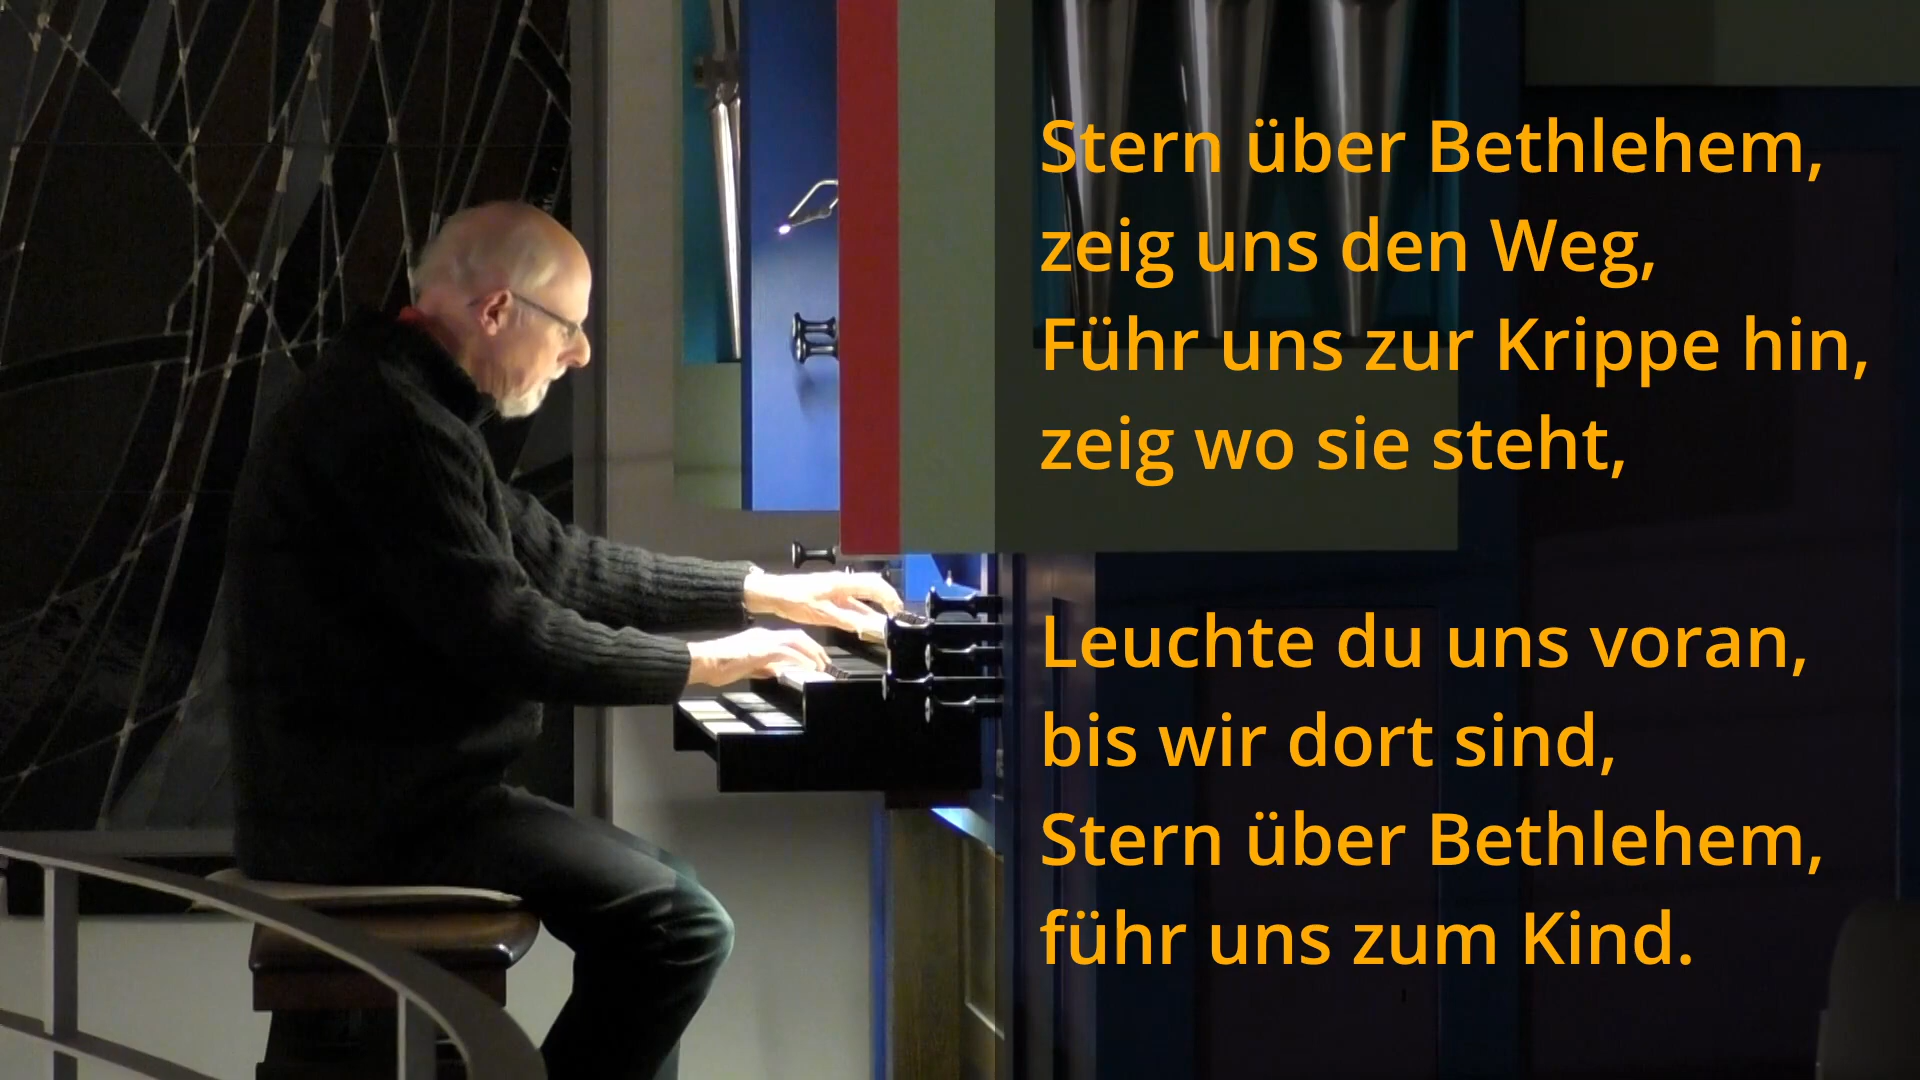 Stern über Bethlehem,
zeig uns den Weg,
Führ uns zur Krippe hin,
zeig wo sie steht,
Leuchte du uns voran,
bis wir dort sind,
Stern über Bethlehem,
führ uns zum Kind.